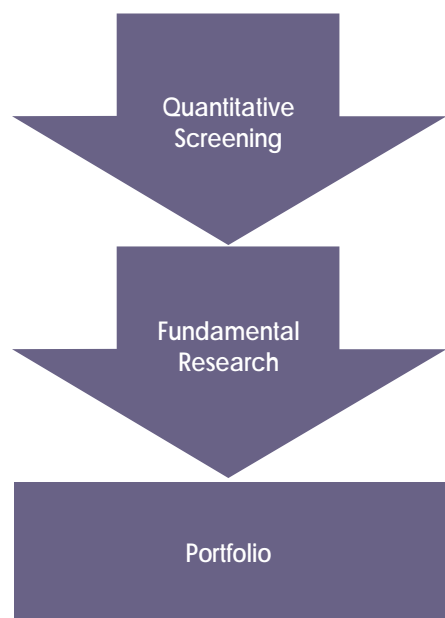 Quantitative
Screening
Fundamental
Research
Portfolio